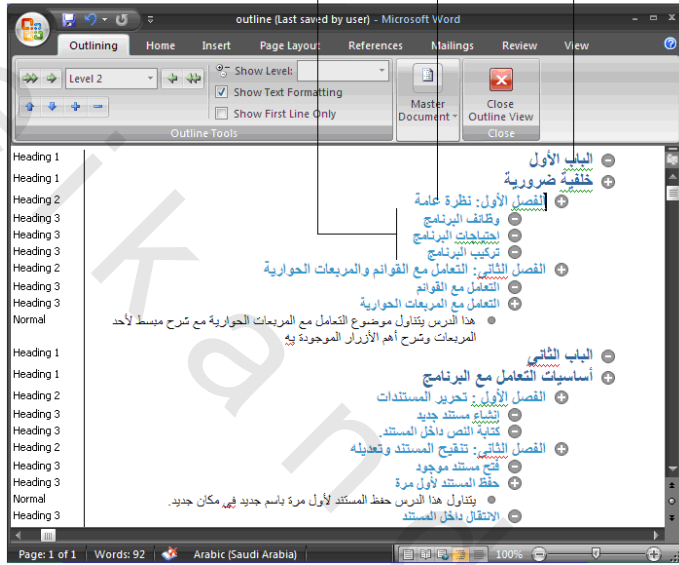 outline (Last saved by user) - Microsoft Word
Outlining Home Insert Page Layout References Mailings Review View
Level 2
Show Level:
Show Text Formatting
Show First Line Only
Master Document
Close Outline View
Outline Tools
Close
Heading 1 الباب الأول
Heading 1 خلفية ضرورية
Heading 2 الفصل الأول: نظرة عامة
Heading 3 وظائف البرنامج
Heading 3 إحتياجات البرنامج
Heading 3 تركيب البرنامج
Heading 2 الفصل الثاني: التعامل مع القوائم والمربعات الحوارية
Heading 3 التعامل مع القوائم
Heading 3 التعامل مع المربعات الحوارية
Normal هذا الدرس يتناول موضوع التعامل مع المربعات الحوارية مع شرح مبسط لأحد
المربعات وشرح أهم الأزرار الموجودة به
Heading 1 الباب الثاني
Heading 1 أساسيات التعامل مع البرنامج
Heading 2 الفصل الأول: تحرير المستندات
Heading 3 إنشاء مستند جديد
Heading 3 كتابة النص داخل المستند.
Heading 2 الفصل الثاني: تنقيح المستند وتعديله
Heading 3 فتح مستند موجود
Heading 3 حفظ المستند لأول مرة
Normal يتناول هذا الدرس حفظ المستند لأول مرة باسم جديد في مكان جديد.
Heading 3 الانتقال داخل المستند
Page: 1 of 1 Words: 92 Arabic (Saudi Arabia) 100%